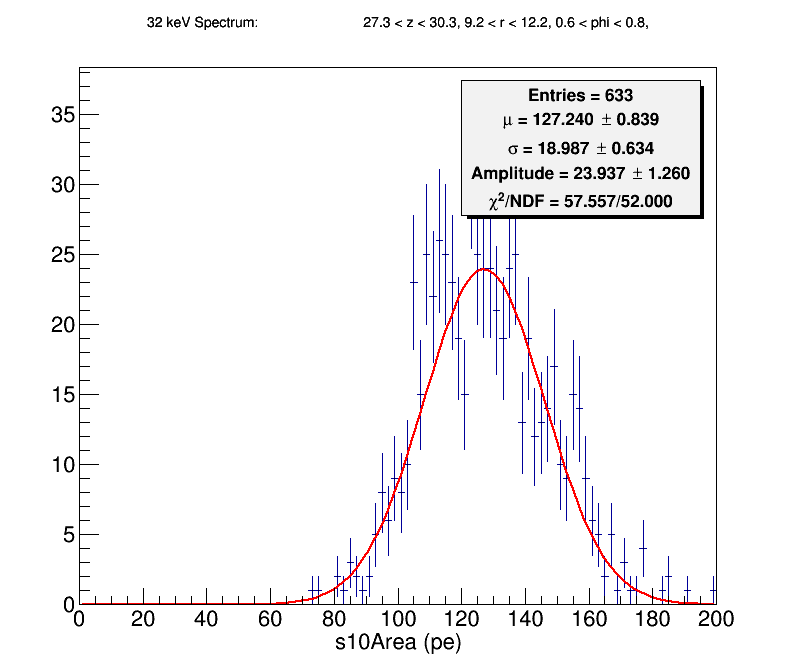 32 keV Spectrum: 27.3 < z < 30.3, 9.2 < r < 12.2, 0.6 < phi < 0.8,
Entries = 633
μ = 127.240 ± 0.839
σ = 18.987 ± 0.634
Amplitude = 23.937 ± 1.260
χ²/NDF = 57.557/52.000
35
30
25
20
15
10
5
0
0 20 40 60 80 100 120 140 160 180 200
s10Area (pe)